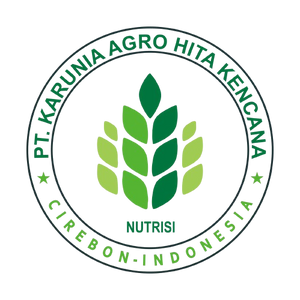 PT. KARUNIA AGRO HITA KENCANA
NUTRISI
★ CIREBON-INDONESIA ★